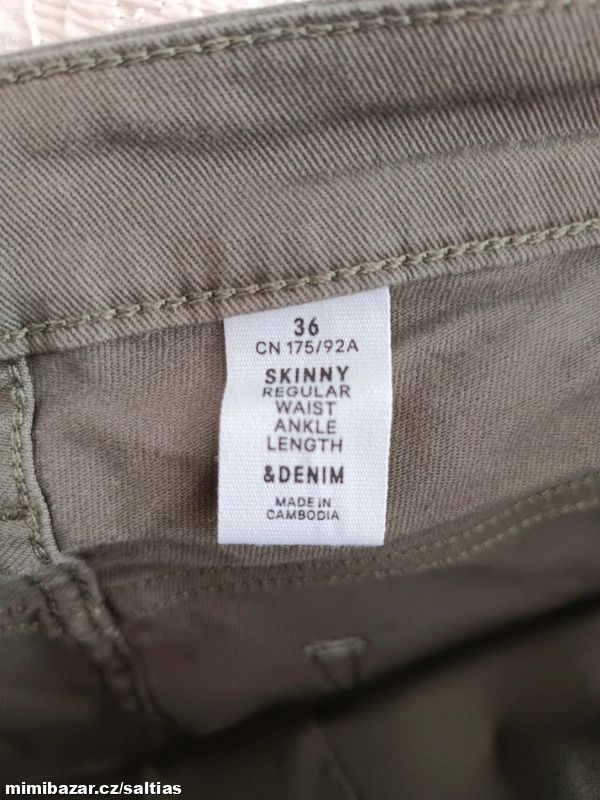 36
CN 175/92A
SKINNY
REGULAR
WAIST
ANKLE
LENGTH
&DENIM
MADE IN
CAMBODIA
mimibazar.cz/saltias